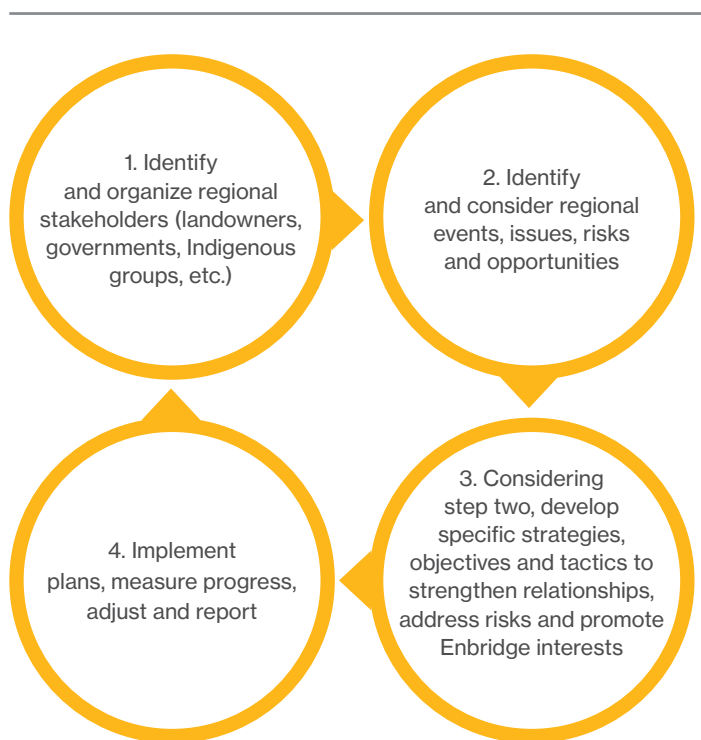 1. Identify
and organize regional
stakeholders (landowners,
governments, Indigenous
groups, etc.)
2. Identify
and consider regional
events, issues, risks
and opportunities
3. Considering
step two, develop
specific strategies,
objectives and tactics to
strengthen relationships,
address risks and promote
Enbridge interests
4. Implement
plans, measure progress,
adjust and report